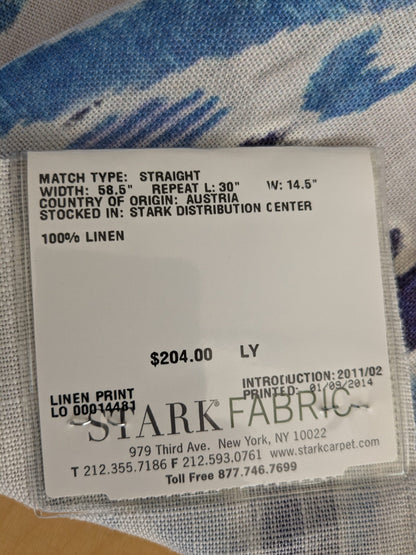 MATCH TYPE: STRAIGHT
WIDTH: 58.5" REPEAT L: 30" W: 14.5"
COUNTRY OF ORIGIN: AUSTRIA
STOCKED IN: STARK DISTRIBUTION CENTER
100% LINEN
$204.00 LY
INTRODUCTION: 2011/02
LINEN PRINT PRINTED: 01/09/2014
LO 00014481
STARK® FABRIC
979 Third Ave. New York, NY 10022
T 212.355.7186 F 212.593.0761 www.starkcarpet.com
Toll Free 877.746.7699